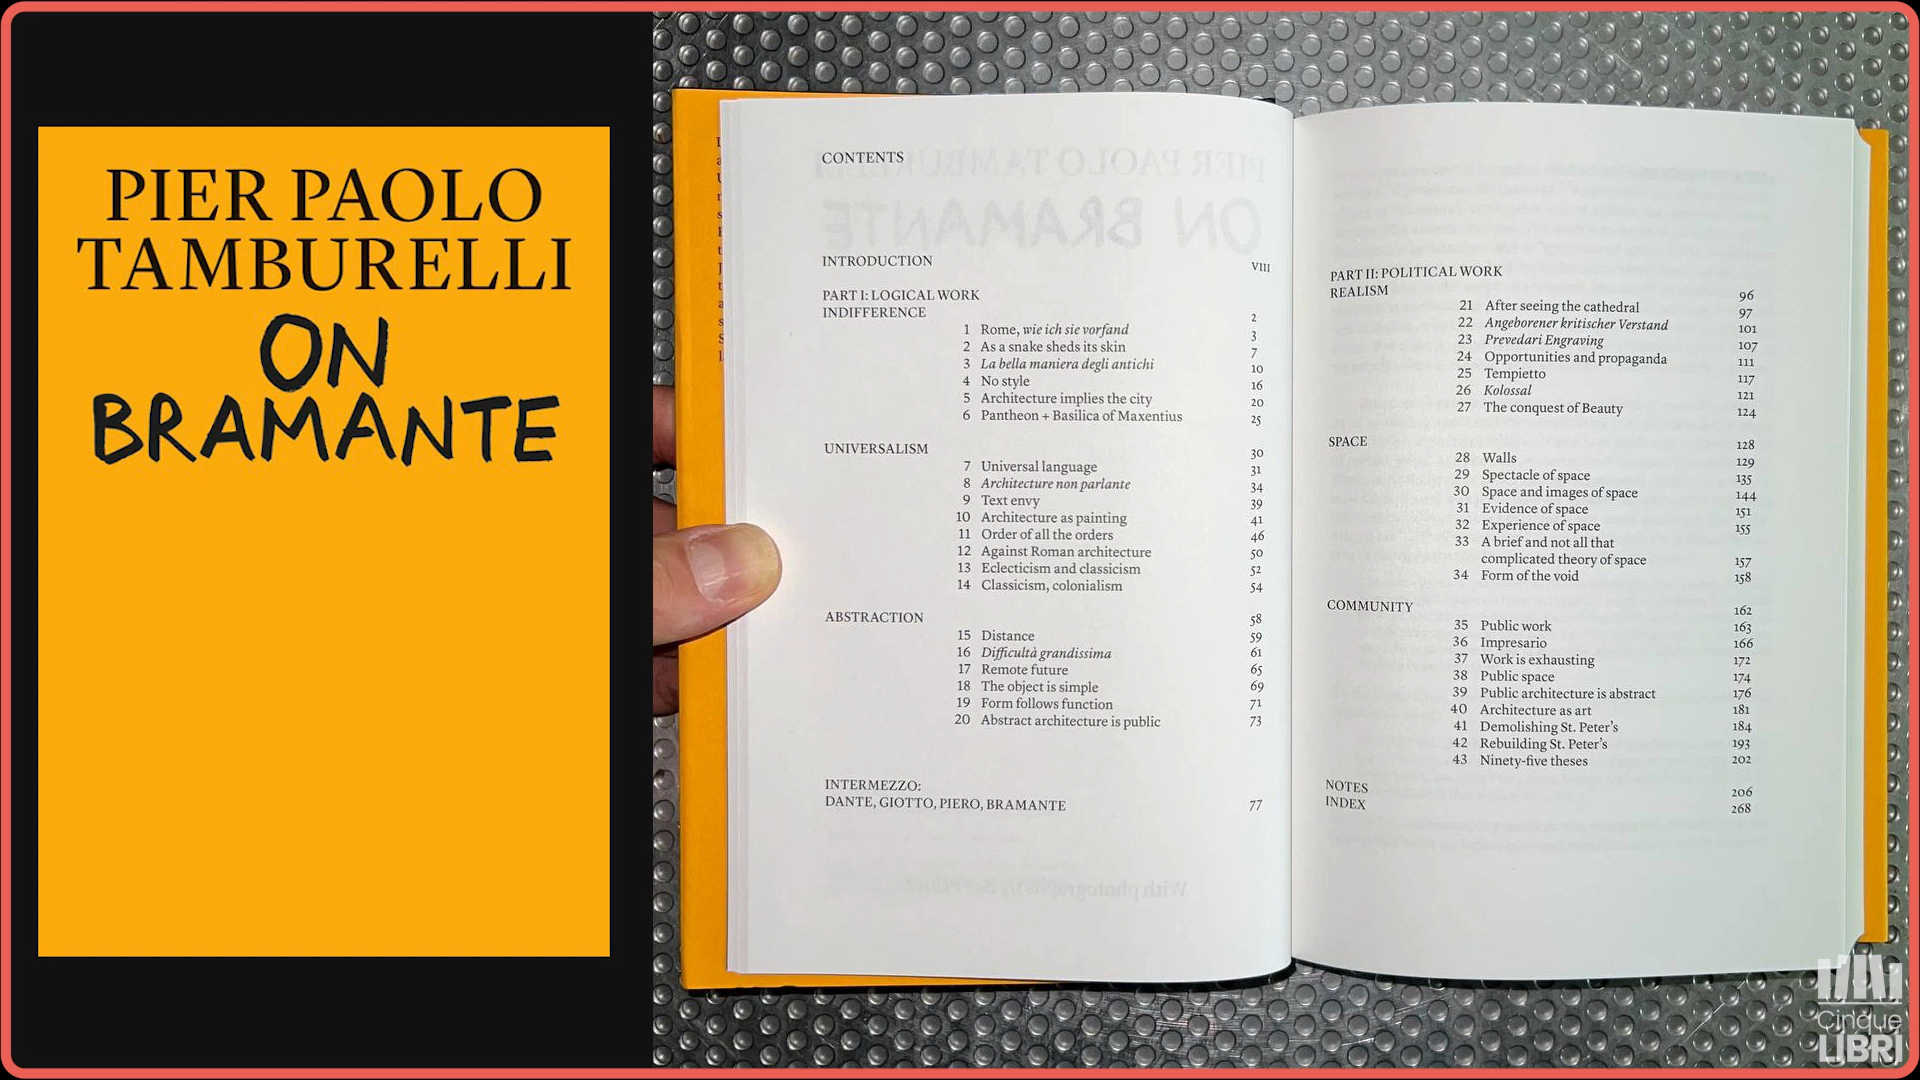 PIER PAOLO
TAMBURELLI
ON
BRAMANTE
CONTENTS
INTRODUCTION VIII
PART I: LOGICAL WORK
INDIFFERENCE 2
1 Rome, wie ich sie vorfand 3
2 As a snake sheds its skin 7
3 La bella maniera degli antichi 10
4 No style 16
5 Architecture implies the city 20
6 Pantheon + Basilica of Maxentius 25
UNIVERSALISM 30
7 Universal language 31
8 Architecture non parlante 34
9 Text envy 39
10 Architecture as painting 41
11 Order of all the orders 46
12 Against Roman architecture 50
13 Eclecticism and classicism 52
14 Classicism, colonialism 54
ABSTRACTION 58
15 Distance 59
16 Difficultà grandissima 61
17 Remote future 65
18 The object is simple 69
19 Form follows function 71
20 Abstract architecture is public 73
INTERMEZZO:
DANTE, GIOTTO, PIERO, BRAMANTE 77
PART II: POLITICAL WORK
REALISM 96
21 After seeing the cathedral 97
22 Angeborener kritischer Verstand 101
23 Prevedari Engraving 107
24 Opportunities and propaganda 111
25 Tempietto 117
26 Kolossal 121
27 The conquest of Beauty 124
SPACE 128
28 Walls 129
29 Spectacle of space 135
30 Space and images of space 144
31 Evidence of space 151
32 Experience of space 155
33 A brief and not all that
complicated theory of space 157
34 Form of the void 158
COMMUNITY 162
35 Public work 163
36 Impresario 166
37 Work is exhausting 172
38 Public space 174
39 Public architecture is abstract 176
40 Architecture as art 181
41 Demolishing St. Peter's 184
42 Rebuilding St. Peter's 193
43 Ninety-five theses 202
NOTES 206
INDEX 268
Cinque
LIBRI